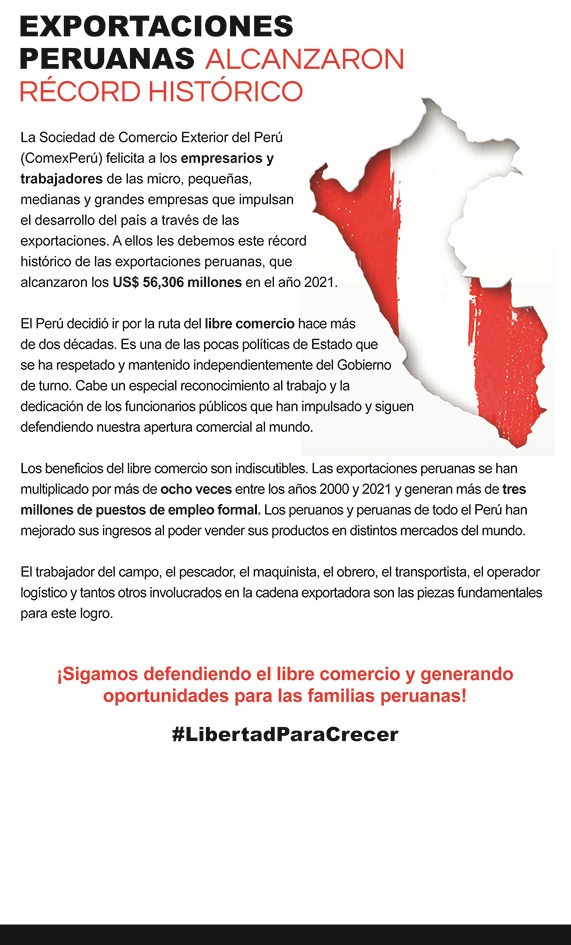 EXPORTACIONES
PERUANAS ALCANZARON
RÉCORD HISTÓRICO
La Sociedad de Comercio Exterior del Perú
(ComexPerú) felicita a los empresarios y
trabajadores de las micro, pequeñas,
medianas y grandes empresas que impulsan
el desarrollo del país a través de las
exportaciones. A ellos les debemos este récord
histórico de las exportaciones peruanas, que
alcanzaron los US$ 56,306 millones en el año 2021.
El Perú decidió ir por la ruta del libre comercio hace más
de dos décadas. Es una de las pocas políticas de Estado que
se ha respetado y mantenido independientemente del Gobierno
de turno. Cabe un especial reconocimiento al trabajo y la
dedicación de los funcionarios públicos que han impulsado y siguen
defendiendo nuestra apertura comercial al mundo.
Los beneficios del libre comercio son indiscutibles. Las exportaciones peruanas se han
multiplicado por más de ocho veces entre los años 2000 y 2021 y generan más de tres
millones de puestos de empleo formal. Los peruanos y peruanas de todo el Perú han
mejorado sus ingresos al poder vender sus productos en distintos mercados del mundo.
El trabajador del campo, el pescador, el maquinista, el obrero, el transportista, el operador
logístico y tantos otros involucrados en la cadena exportadora son las piezas fundamentales
para este logro.
¡Sigamos defendiendo el libre comercio y generando
oportunidades para las familias peruanas!
#LibertadParaCrecer